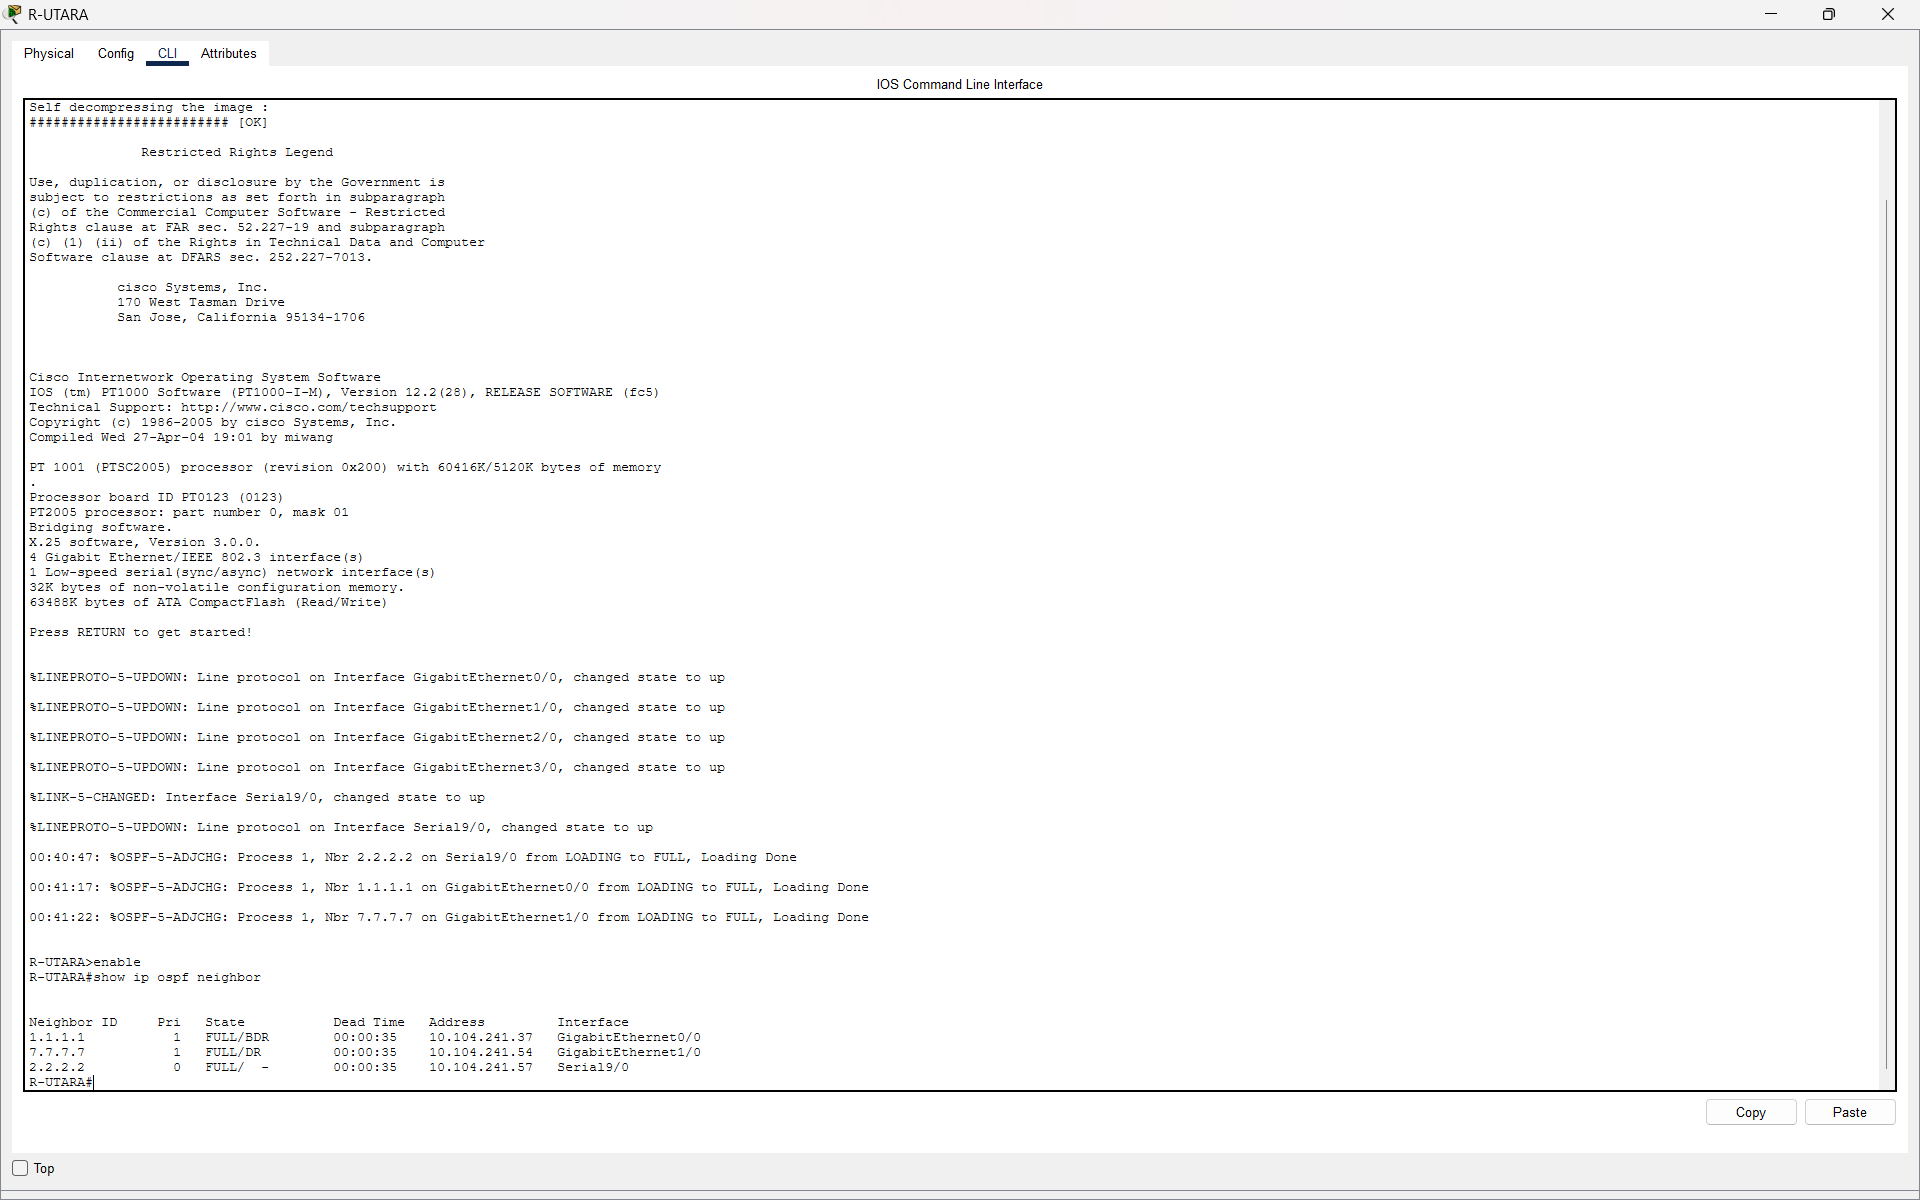 R-UTARA
Physical Config CLI Attributes
IOS Command Line Interface
Self decompressing the image :
######################### [OK]
Restricted Rights Legend
Use, duplication, or disclosure by the Government is
subject to restrictions as set forth in subparagraph
(c) of the Commercial Computer Software - Restricted
Rights clause at FAR sec. 52.227-19 and subparagraph
(c) (1) (ii) of the Rights in Technical Data and Computer
Software clause at DFARS sec. 252.227-7013.
cisco Systems, Inc.
170 West Tasman Drive
San Jose, California 95134-1706
Cisco Internetwork Operating System Software
IOS (tm) PT1000 Software (PT1000-I-M), Version 12.2(28), RELEASE SOFTWARE (fc5)
Technical Support: http://www.cisco.com/techsupport
Copyright (c) 1986-2005 by cisco Systems, Inc.
Compiled Wed 27-Apr-04 19:01 by miwang
PT 1001 (PTSC2005) processor (revision 0x200) with 60416K/5120K bytes of memory
.
Processor board ID PT0123 (0123)
PT2005 processor: part number 0, mask 01
Bridging software.
X.25 software, Version 3.0.0.
4 Gigabit Ethernet/IEEE 802.3 interface(s)
1 Low-speed serial(sync/async) network interface(s)
32K bytes of non-volatile configuration memory.
63488K bytes of ATA CompactFlash (Read/Write)
Press RETURN to get started!
%LINEPROTO-5-UPDOWN: Line protocol on Interface GigabitEthernet0/0, changed state to up
%LINEPROTO-5-UPDOWN: Line protocol on Interface GigabitEthernet1/0, changed state to up
%LINEPROTO-5-UPDOWN: Line protocol on Interface GigabitEthernet2/0, changed state to up
%LINEPROTO-5-UPDOWN: Line protocol on Interface GigabitEthernet3/0, changed state to up
%LINK-5-CHANGED: Interface Serial9/0, changed state to up
%LINEPROTO-5-UPDOWN: Line protocol on Interface Serial9/0, changed state to up
00:40:47: %OSPF-5-ADJCHG: Process 1, Nbr 2.2.2.2 on Serial9/0 from LOADING to FULL, Loading Done
00:41:17: %OSPF-5-ADJCHG: Process 1, Nbr 1.1.1.1 on GigabitEthernet0/0 from LOADING to FULL, Loading Done
00:41:22: %OSPF-5-ADJCHG: Process 1, Nbr 7.7.7.7 on GigabitEthernet1/0 from LOADING to FULL, Loading Done
R-UTARA>enable
R-UTARA#show ip ospf neighbor
Neighbor ID Pri State Dead Time Address Interface
1.1.1.1 1 FULL/BDR 00:00:35 10.104.241.37 GigabitEthernet0/0
7.7.7.7 1 FULL/DR 00:00:35 10.104.241.54 GigabitEthernet1/0
2.2.2.2 0 FULL/ - 00:00:35 10.104.241.57 Serial9/0
R-UTARA#
Copy Paste
Top